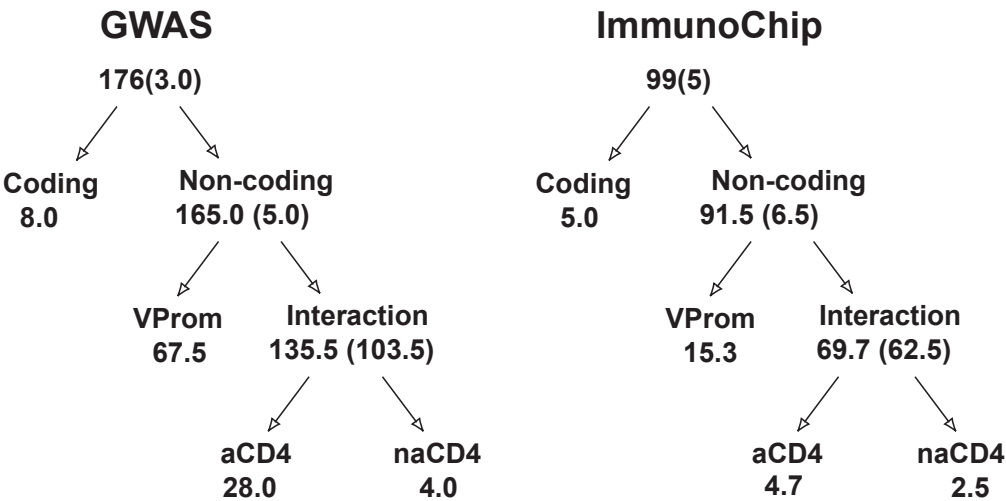 GWAS
176(3.0)
Coding
8.0
Non-coding
165.0 (5.0)
VProm
67.5
Interaction
135.5 (103.5)
aCD4
28.0
naCD4
4.0
ImmunoChip
99(5)
Coding
5.0
Non-coding
91.5 (6.5)
VProm
15.3
Interaction
69.7 (62.5)
aCD4
4.7
naCD4
2.5